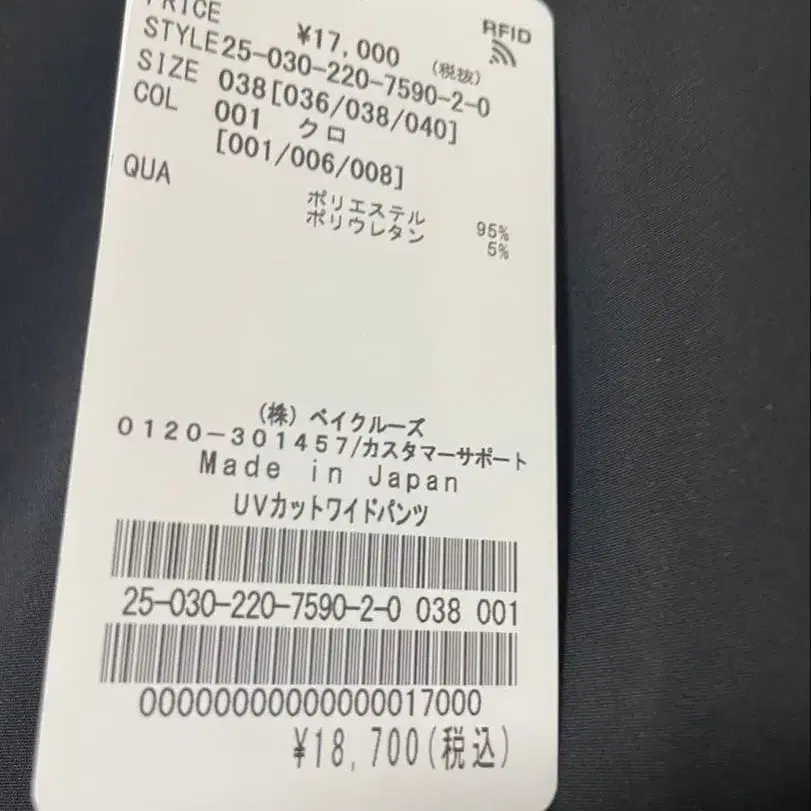 PRICE ¥17,000 (税抜)
RFID
STYLE 25-030-220-7590-2-0
SIZE 038[036/038/040]
COL 001 クロ
[001/006/008]
QUA
ポリエステル 95%
ポリウレタン 5%
(株) ベイクルーズ
0120-301457/カスタマーサポート
Made in Japan
UVカットワイドパンツ
25-030-220-7590-2-0 038 001
00000000000000017000
¥18,700(税込)